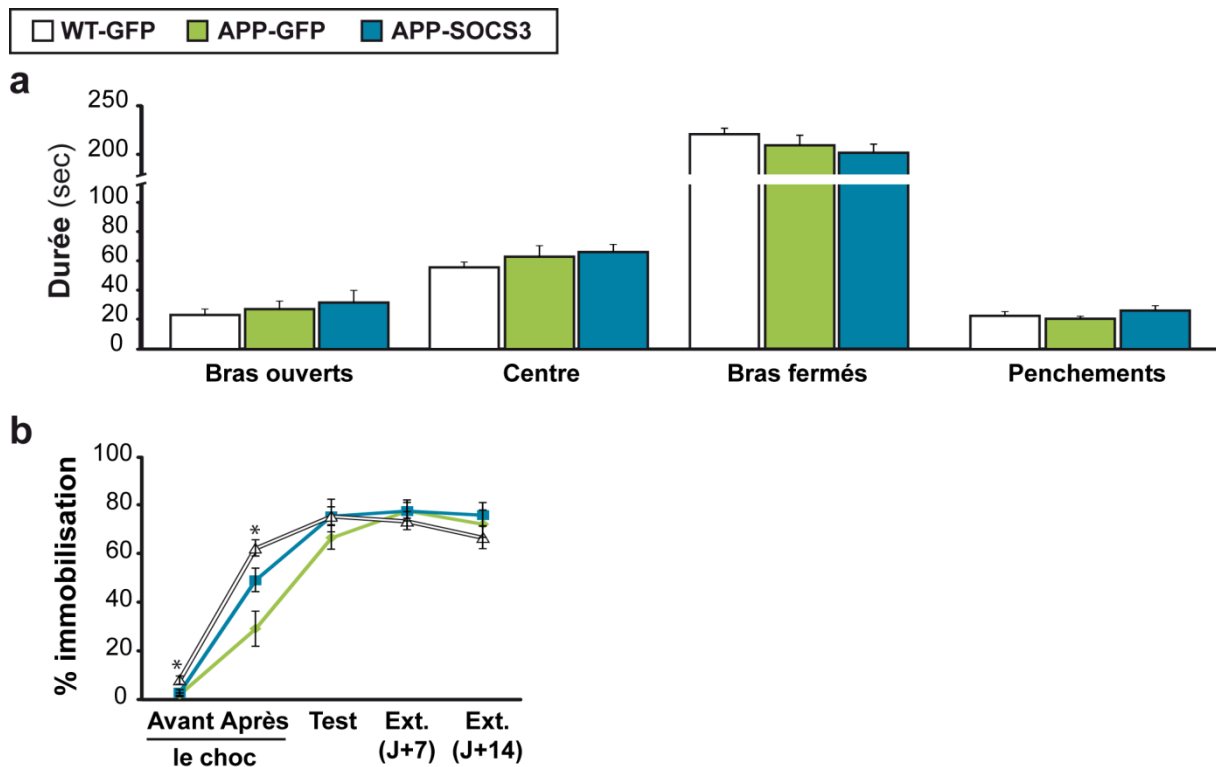 WT-GFP APP-GFP APP-SOCS3
a
Durée (sec)
250
200
100
80
60
40
20
0
Bras ouverts Centre Bras fermés Penchements
b
% immobilisation
100
80
60
40
20
0
* *
Avant Après Test Ext. Ext.
le choc (J+7) (J+14)